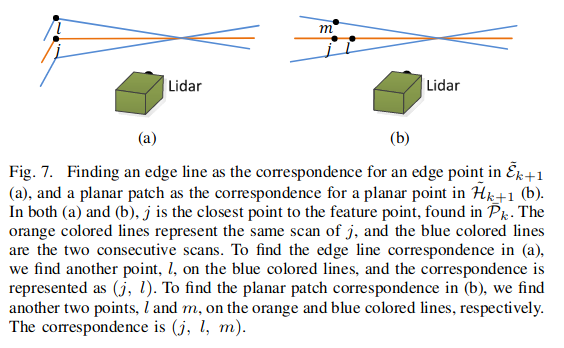 l
j
Lidar
(a)
m
j l
Lidar
(b)
Fig. 7. Finding an edge line as the correspondence for an edge point in $\tilde{\mathcal{E}}_{k+1}$
(a), and a planar patch as the correspondence for a planar point in $\tilde{\mathcal{H}}_{k+1}$ (b).
In both (a) and (b), j is the closest point to the feature point, found in $\bar{\mathcal{P}}_k$. The
orange colored lines represent the same scan of j, and the blue colored lines
are the two consecutive scans. To find the edge line correspondence in (a),
we find another point, l, on the blue colored lines, and the correspondence is
represented as (j, l). To find the planar patch correspondence in (b), we find
another two points, l and m, on the orange and blue colored lines, respectively.
The correspondence is (j, l, m).